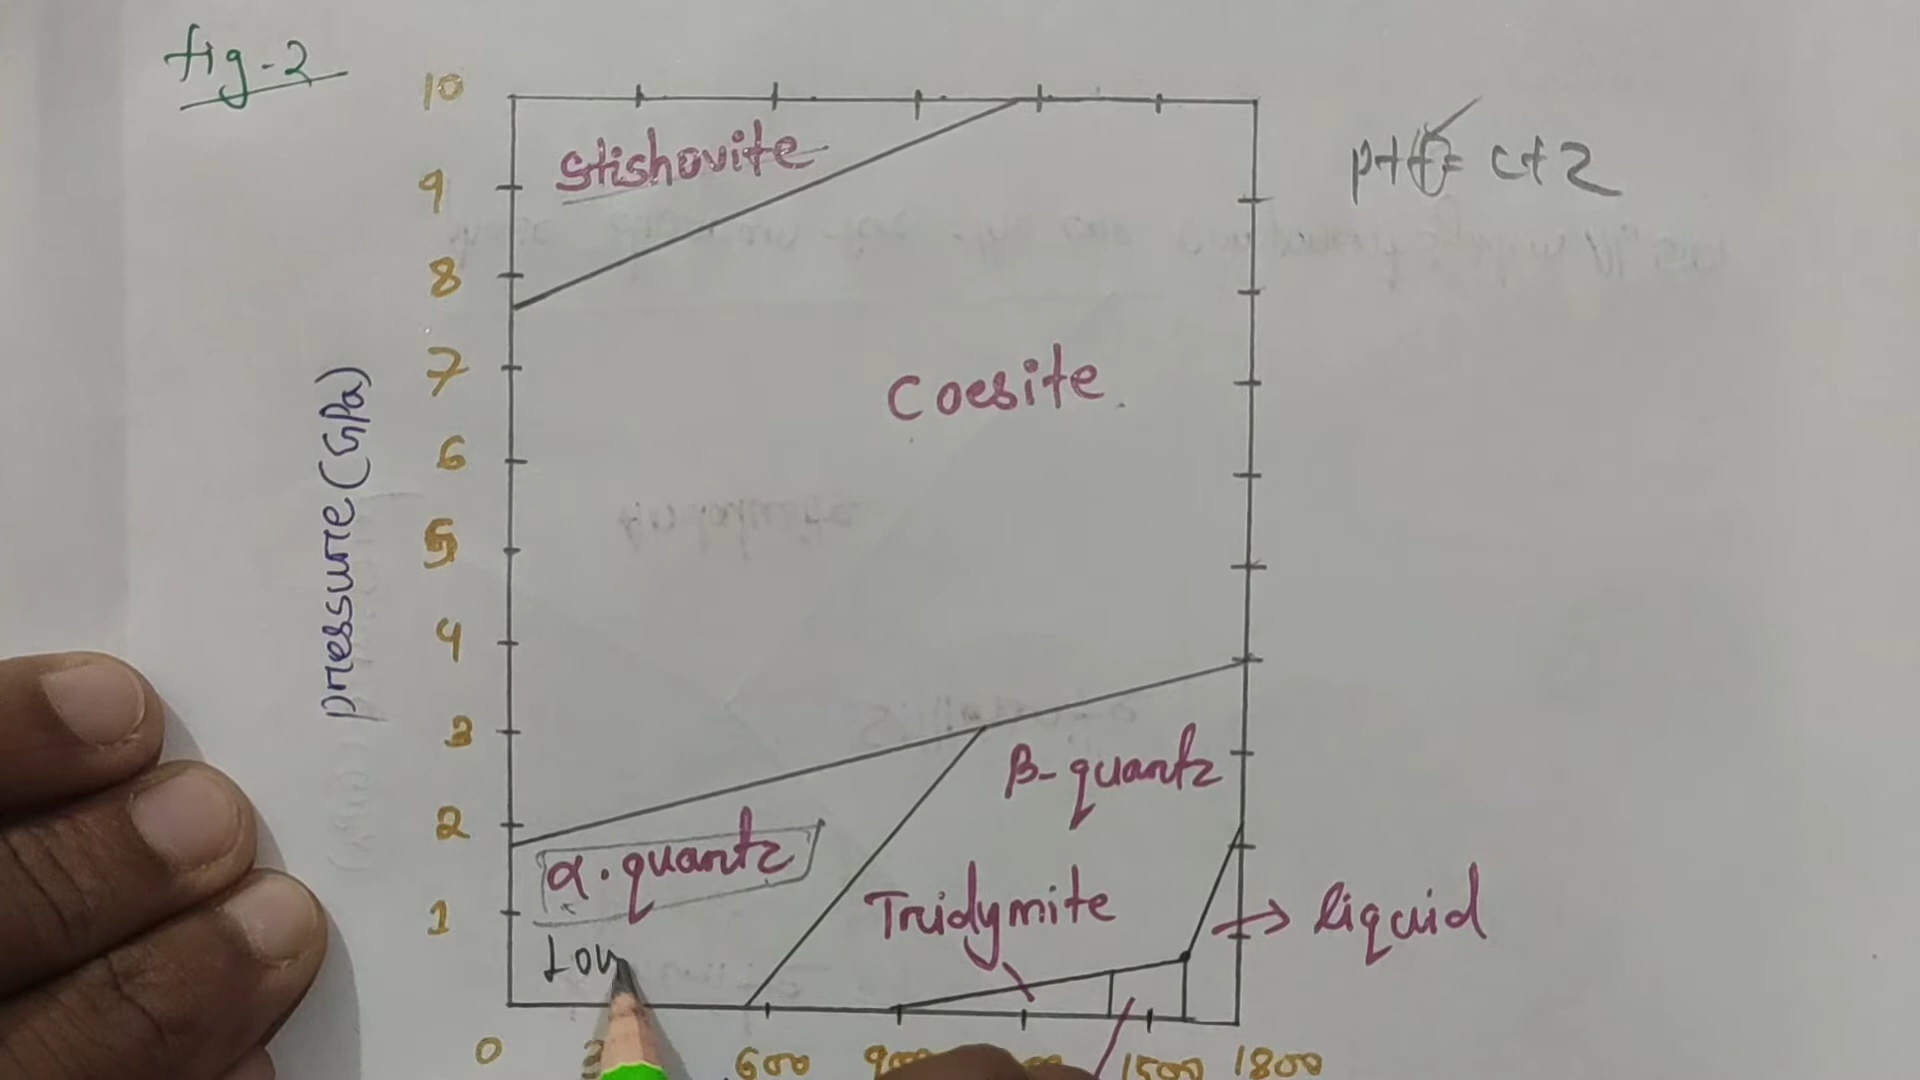 fig-2
10
9
8
7
6
5
4
3
2
1
pressure (GPa)
Stishovite
p+f= c+2
Coesite
β-quartz
α-quartz
Tridymite
liquid
Low
0
600
1500
1800